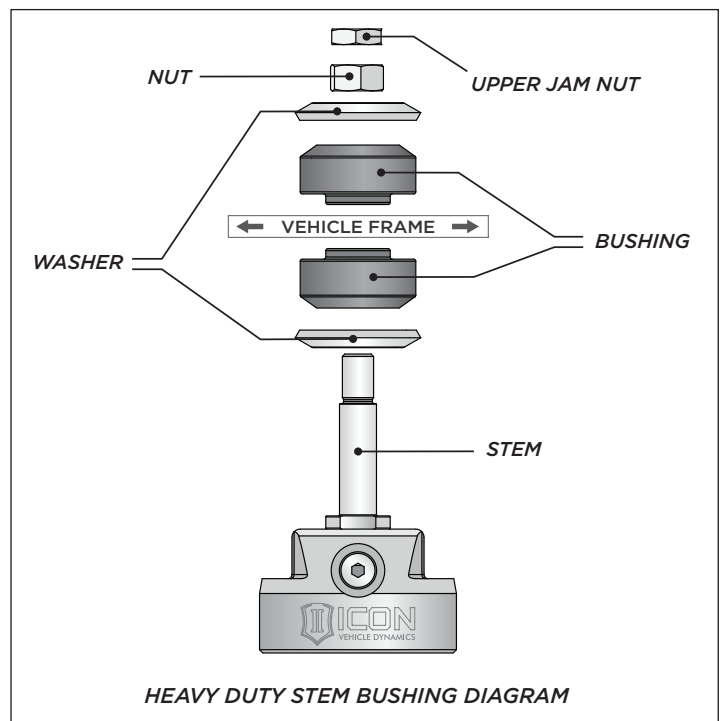 NUT
UPPER JAM NUT
VEHICLE FRAME
WASHER
BUSHING
STEM
ICON
VEHICLE DYNAMICS
HEAVY DUTY STEM BUSHING DIAGRAM